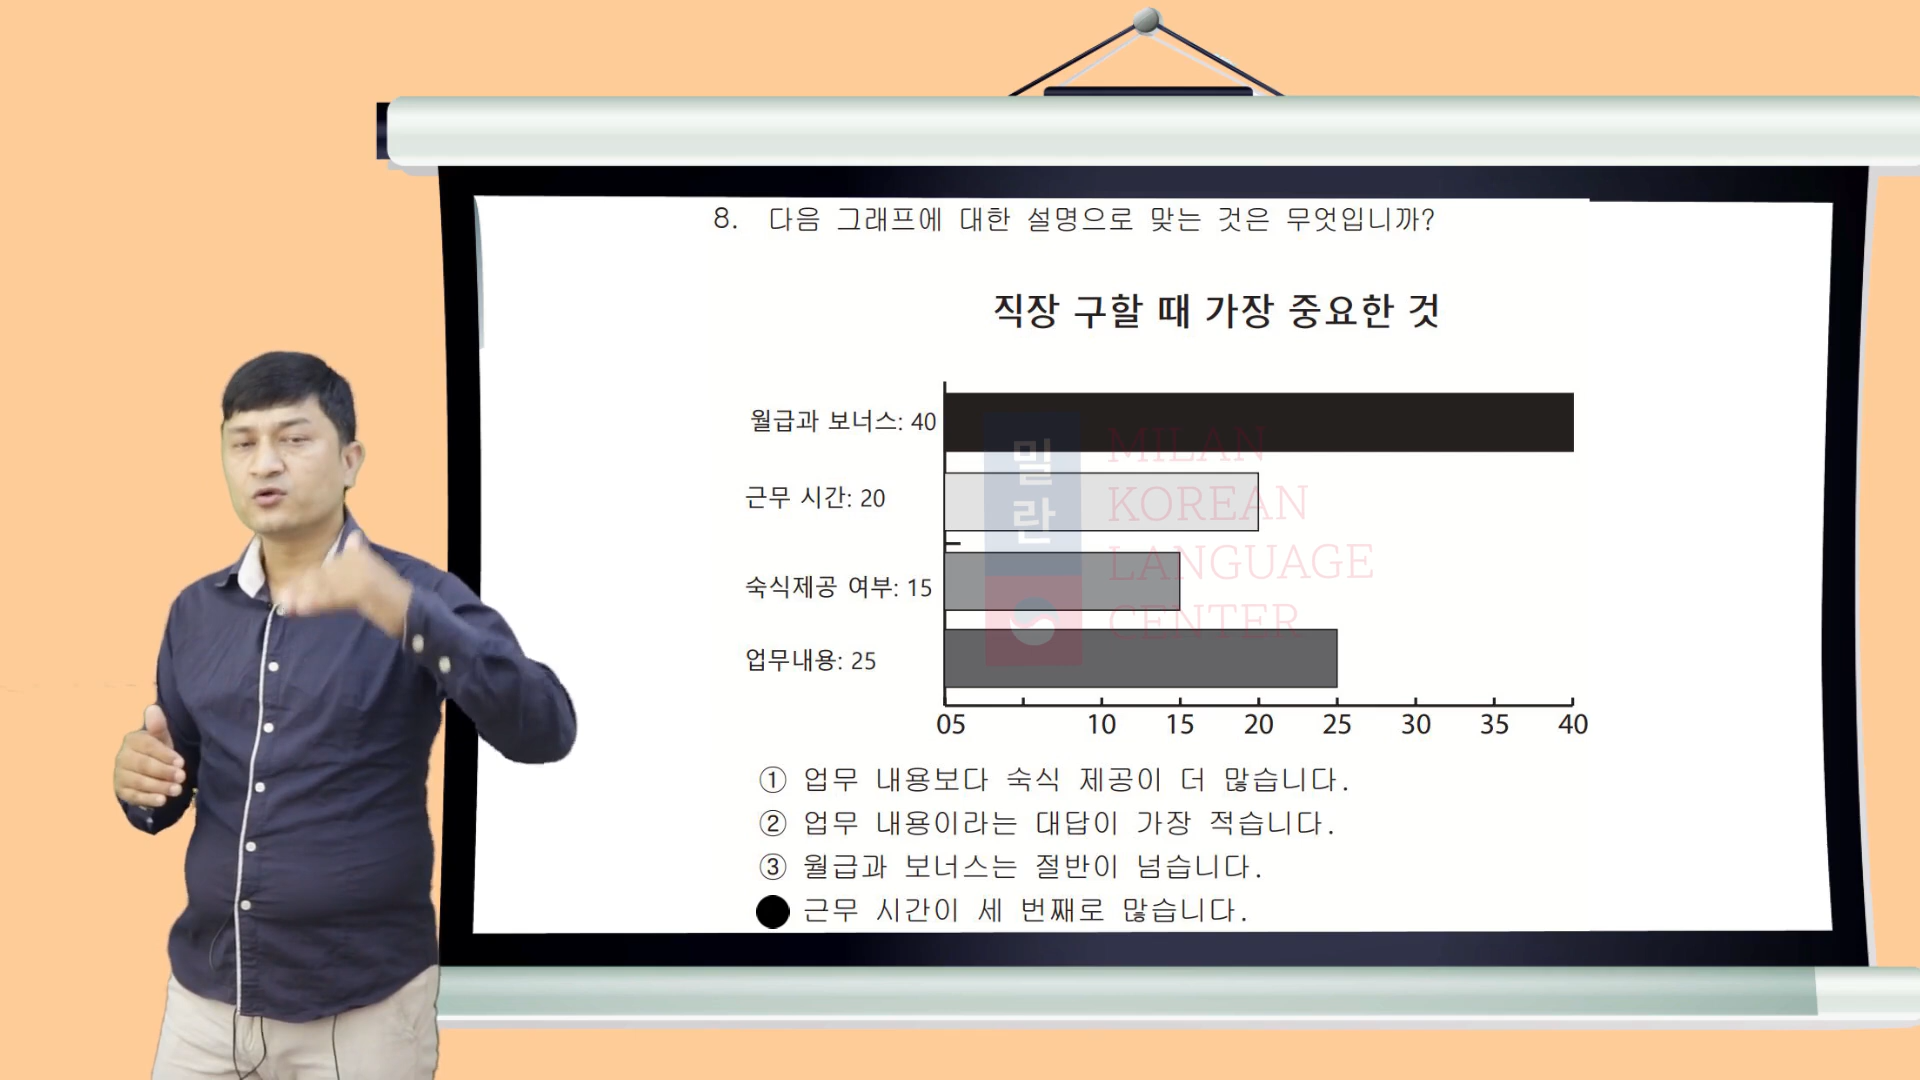 8. 다음 그래프에 대한 설명으로 맞는 것은 무엇입니까?
직장 구할 때 가장 중요한 것
월급과 보너스: 40
근무 시간: 20
숙식제공 여부: 15
업무내용: 25
05 10 15 20 25 30 35 40
밀란
MILAN
KOREAN
LANGUAGE
CENTER
① 업무 내용보다 숙식 제공이 더 많습니다.
② 업무 내용이라는 대답이 가장 적습니다.
③ 월급과 보너스는 절반이 넘습니다.
근무 시간이 세 번째로 많습니다.